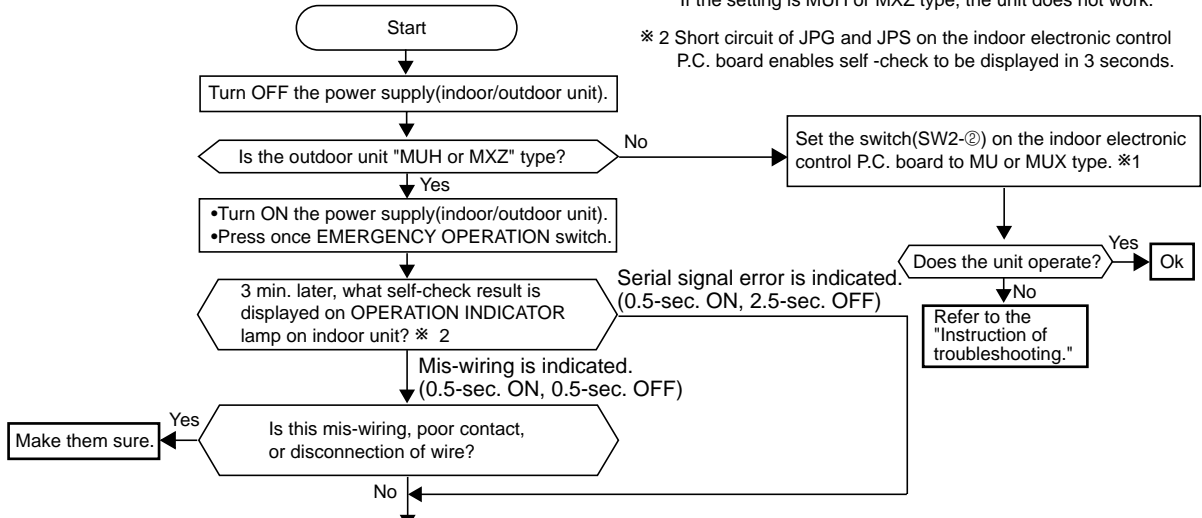 If the setting is MUH or MXZ type, the unit does not work.
※ 2 Short circuit of JPG and JPS on the indoor electronic control
P.C. board enables self -check to be displayed in 3 seconds.
Start
Turn OFF the power supply(indoor/outdoor unit).
Is the outdoor unit "MUH or MXZ" type?
No
Set the switch(SW2-②) on the indoor electronic
control P.C. board to MU or MUX type. ※1
Yes
•Turn ON the power supply(indoor/outdoor unit).
•Press once EMERGENCY OPERATION switch.
Does the unit operate?
Yes
Ok
No
Refer to the
"Instruction of
troubleshooting."
3 min. later, what self-check result is
displayed on OPERATION INDICATOR
lamp on indoor unit? ※ 2
Serial signal error is indicated.
(0.5-sec. ON, 2.5-sec. OFF)
Mis-wiring is indicated.
(0.5-sec. ON, 0.5-sec. OFF)
Is this mis-wiring, poor contact,
or disconnection of wire?
Yes
Make them sure.
No